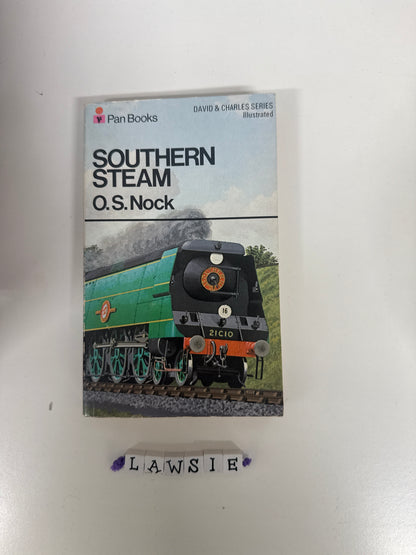 Pan Books
DAVID & CHARLES SERIES
Illustrated
SOUTHERN
STEAM
O.S.Nock
16
21C10
LAWSIE